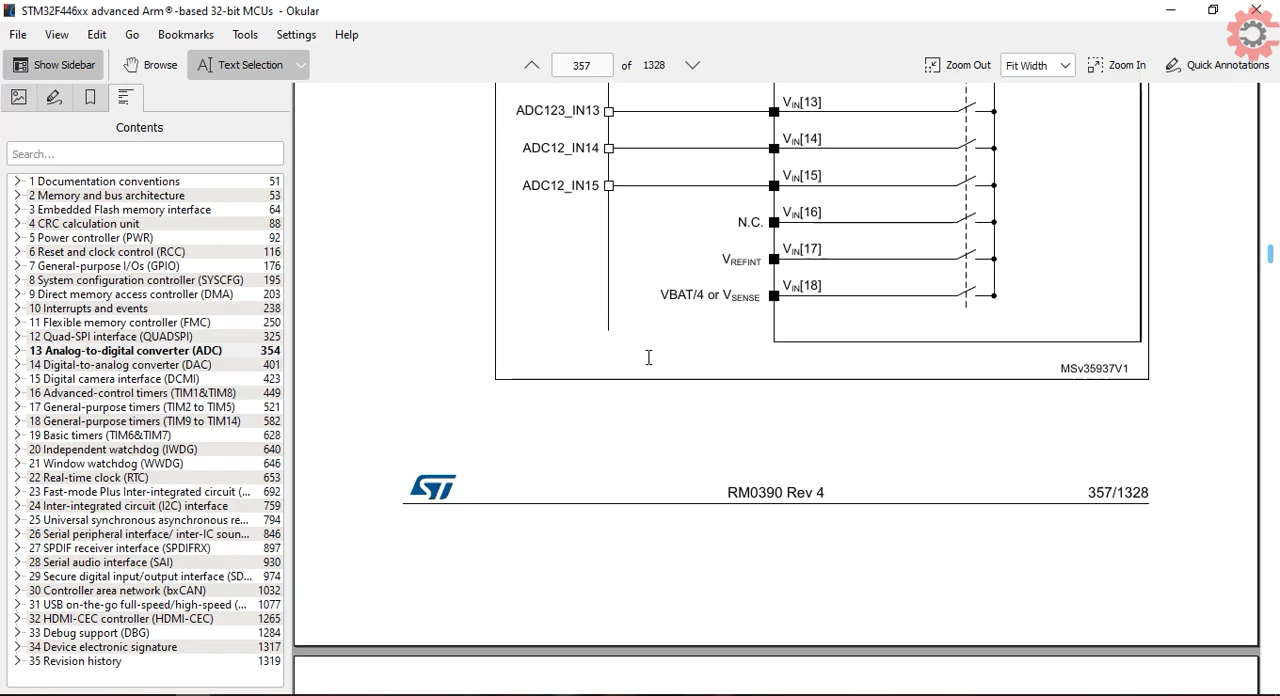 STM32F446xx advanced Arm®-based 32-bit MCUs - Okular
File View Edit Go Bookmarks Tools Settings Help
Show Sidebar Browse Text Selection 357 of 1328 Zoom Out Fit Width Zoom In Quick Annotations
Contents
Search...
1 Documentation conventions 51
2 Memory and bus architecture 53
3 Embedded Flash memory interface 64
4 CRC calculation unit 88
5 Power controller (PWR) 92
6 Reset and clock control (RCC) 116
7 General-purpose I/Os (GPIO) 176
8 System configuration controller (SYSCFG) 195
9 Direct memory access controller (DMA) 203
10 Interrupts and events 238
11 Flexible memory controller (FMC) 250
12 Quad-SPI interface (QUADSPI) 325
13 Analog-to-digital converter (ADC) 354
14 Digital-to-analog converter (DAC) 401
15 Digital camera interface (DCMI) 423
16 Advanced-control timers (TIM1&TIM8) 449
17 General-purpose timers (TIM2 to TIM5) 521
18 General-purpose timers (TIM9 to TIM14) 582
19 Basic timers (TIM6&TIM7) 628
20 Independent watchdog (IWDG) 640
21 Window watchdog (WWDG) 646
22 Real-time clock (RTC) 653
23 Fast-mode Plus Inter-integrated circuit (... 692
24 Inter-integrated circuit (I2C) interface 759
25 Universal synchronous asynchronous re... 794
26 Serial peripheral interface/ inter-IC soun... 846
27 SPDIF receiver interface (SPDIFRX) 897
28 Serial audio interface (SAI) 930
29 Secure digital input/output interface (SD... 974
30 Controller area network (bxCAN) 1032
31 USB on-the-go full-speed/high-speed (... 1077
32 HDMI-CEC controller (HDMI-CEC) 1265
33 Debug support (DBG) 1284
34 Device electronic signature 1317
35 Revision history 1319
ADC123_IN13 VIN[13]
ADC12_IN14 VIN[14]
ADC12_IN15 VIN[15]
N.C. VIN[16]
VREFINT VIN[17]
VBAT/4 or VSENSE VIN[18]
MSv35937V1
ST RM0390 Rev 4 357/1328